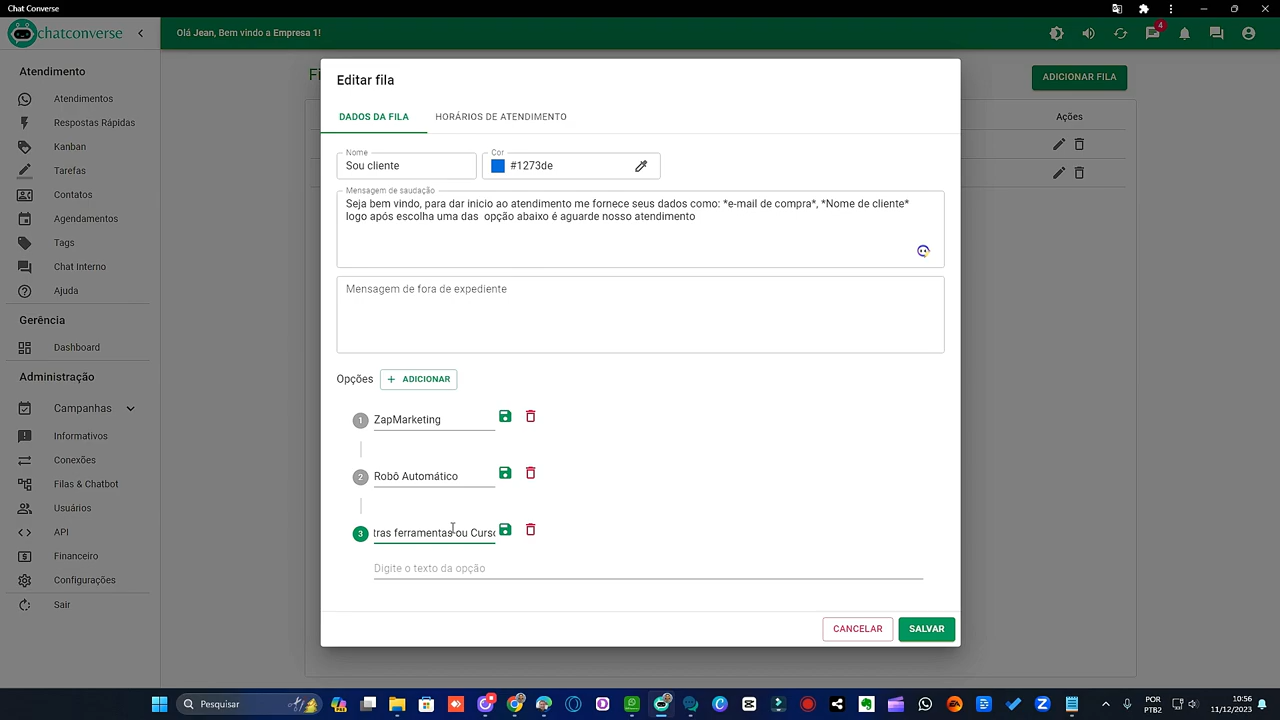 Chat Converse
chatconverse
Olá Jean, Bem vindo a Empresa 1!
4
Atendimento
Atendimentos
Respostas Rápidas
Kanban
Tarefas
Contatos
Agendamentos
Tags
Chat Interno
Ajuda
Gerência
Dashboard
Administração
Campanhas
Informativos
Conexões
Filas & Chatbot
Usuários
API
Financeiro
Configurações
Sair
Fi
ADICIONAR FILA
Ações
Editar fila
DADOS DA FILA
HORÁRIOS DE ATENDIMENTO
Nome
Sou cliente
Cor
#1273de
Mensagem de saudação
Seja bem vindo, para dar inicio ao atendimento me fornece seus dados como: *e-mail de compra*, *Nome de cliente*
logo após escolha uma das  opção abaixo é aguarde nosso atendimento
Mensagem de fora de expediente
Opções
ADICIONAR
1 ZapMarketing
2 Robô Automático
3 tras ferramentas ou Curso
Digite o texto da opção
CANCELAR
SALVAR
Pesquisar
POR
PTB2
10:56
11/12/2023